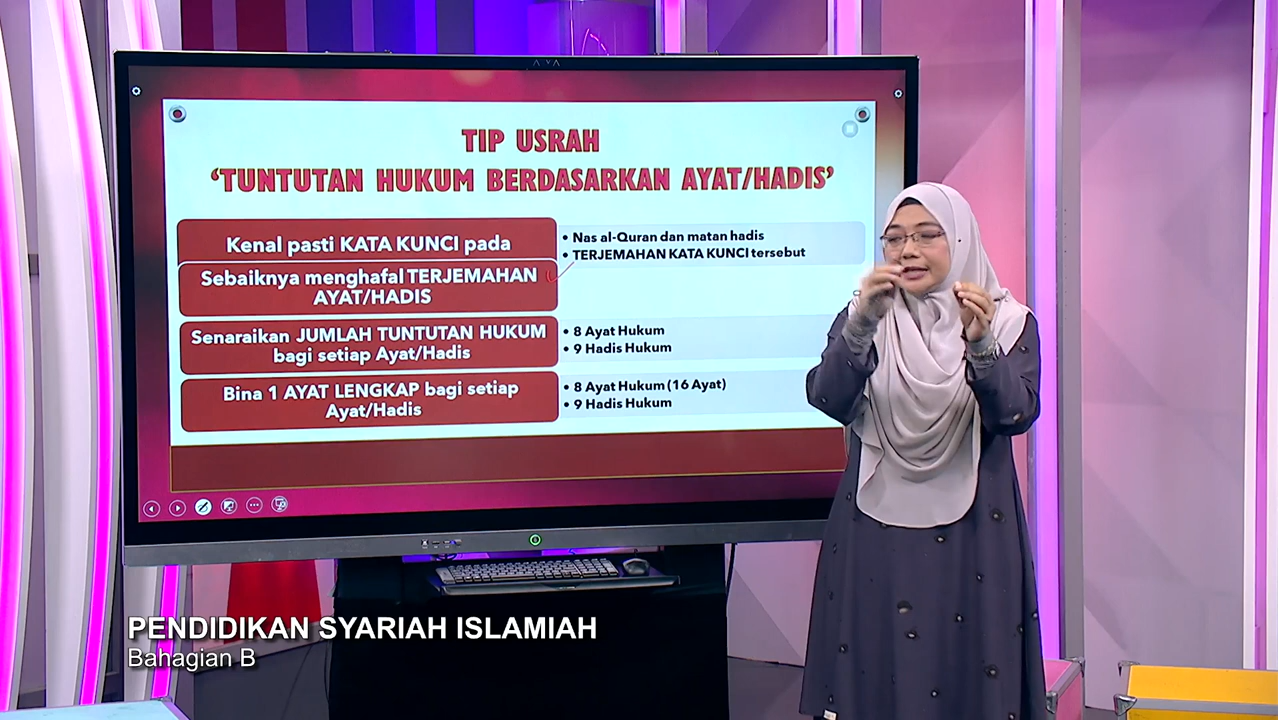 TIP USRAH
‘TUNTUTAN HUKUM BERDASARKAN AYAT/HADIS’
Kenal pasti KATA KUNCI pada
• Nas al-Quran dan matan hadis
• TERJEMAHAN KATA KUNCI tersebut
Sebaiknya menghafal TERJEMAHAN
AYAT/HADIS
Senaraikan JUMLAH TUNTUTAN HUKUM
bagi setiap Ayat/Hadis
• 8 Ayat Hukum
• 9 Hadis Hukum
Bina 1 AYAT LENGKAP bagi setiap
Ayat/Hadis
• 8 Ayat Hukum (16 Ayat)
• 9 Hadis Hukum
PENDIDIKAN SYARIAH ISLAMIAH
Bahagian B